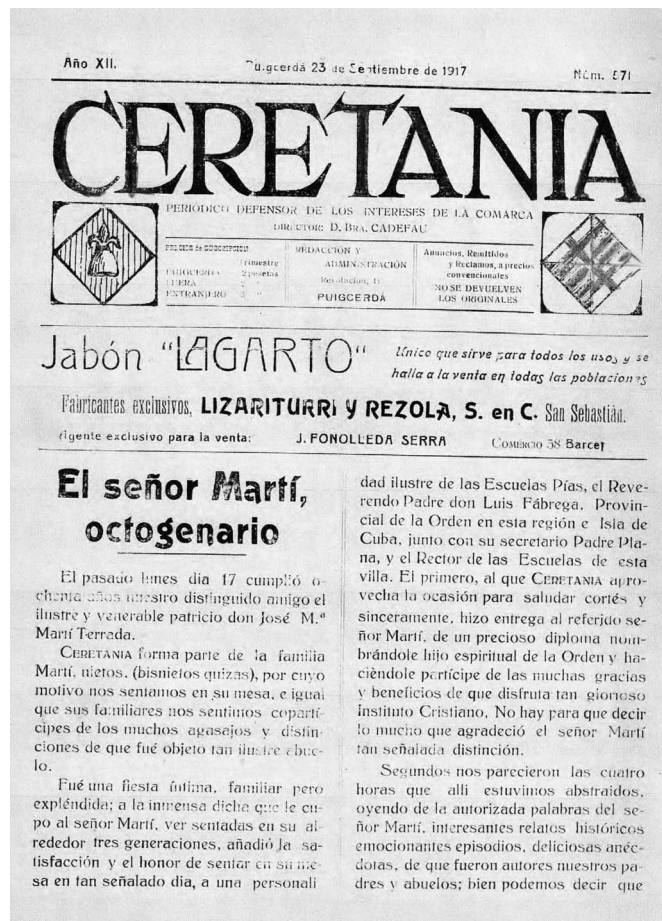 Año XII.
Puigcerdá 23 de Septiembre de 1917
Núm. 571
CERETANIA
PERIÓDICO DEFENSOR DE LOS INTERESES DE LA COMARCA
DIRECTOR: D. BRA. CADEFAU
PRECIOS de SUSCRIPCION
Trimestre
PUIGCERDÁ 2 pesetas
FUERA
EXTRANJERO
REDACCIÓN Y
ADMINISTRACIÓN
PUIGCERDÁ
Anuncios, Remitidos
y Reclamos, a precios
convencionales
NO SE DEVUELVEN
LOS ORIGINALES
Jabón "LAGARTO"
Único que sirve para todos los usos y se
halla a la venta en todas las poblaciones
Fabricantes exclusivos, LIZARITURRI y REZOLA, S. en C. San Sebastián.
Agente exclusivo para la venta: J. FONOLLEDA SERRA COMERCIO 58 Barcel
El señor Martí,
octogenario
El pasado lunes dia 17 cumplió o-
chenta años nuestro distinguido amigo el
ilustre y venerable patricio don José M.ª
Martí Terrada.
CERETANIA forma parte de la familia
Martí, nietos, (bisnietos quizas), por cuyo
motivo nos sentamos en su mesa, e igual
que sus familiares nos sentimos copartí-
cipes de los muchos agasajos y distin-
ciones de que fué objeto tan ilustre abue-
lo.
Fué una fiesta íntima, familiar pero
expléndida; a la inmensa dicha que le cu-
po al señor Martí, ver sentadas en su al
rededor tres generaciones, añadió la sa-
tisfacción y el honor de sentar en su me-
sa en tan señalado dia, a una personali
dad ilustre de las Escuelas Pías, el Reve-
rendo Padre don Luis Fábrega, Provin-
cial de la Orden en esta región e Isla de
Cuba, junto con su secretario Padre Pla-
na, y el Rector de las Escuelas de esta
villa. El primero, al que CERETANIA apro-
vecha la ocasión para saludar cortés y
sinceramente, hizo entrega al referido se-
ñor Martí, de un precioso diploma nom-
brándole hijo espiritual de la Orden y ha-
ciéndole partícipe de las muchas gracias
y beneficios de que disfruta tan glorioso
Instituto Cristiano, No hay para que decir
lo mucho que agradeció el señor Martí
tan señalada distinción.
Segundos nos parecieron las cuatro
horas que alli estuvimos abstraidos,
oyendo de la autorizada palabras del se-
ñor Martí, interesantes relatos históricos
emocionantes episodios, deliciosas anéc-
dotas, de que fueron autores nuestros pa-
dres y abuelos; bien podemos decir que